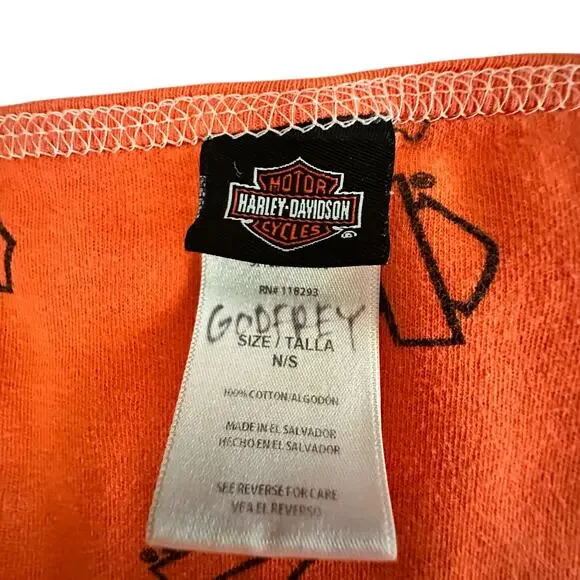 MOTOR
HARLEY-DAVIDSON
CYCLES
®
RN# 118293
GODFREY
SIZE / TALLA
N/S
100% COTTON/ALGODÓN
MADE IN EL SALVADOR
HECHO EN EL SALVADOR
SEE REVERSE FOR CARE
VEA EL REVERSO